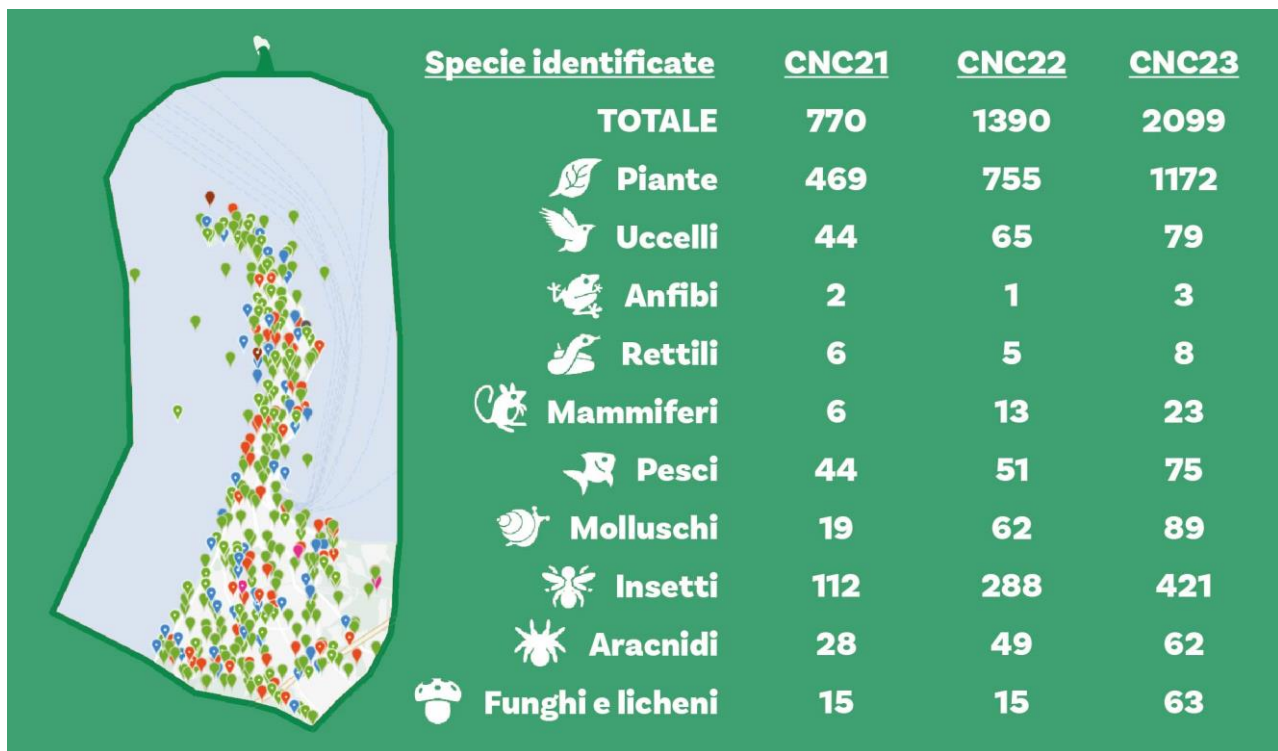 Specie identificate CNC21 CNC22 CNC23
TOTALE 770 1390 2099
Piante 469 755 1172
Uccelli 44 65 79
Anfibi 2 1 3
Rettili 6 5 8
Mammiferi 6 13 23
Pesci 44 51 75
Molluschi 19 62 89
Insetti 112 288 421
Aracnidi 28 49 62
Funghi e licheni 15 15 63